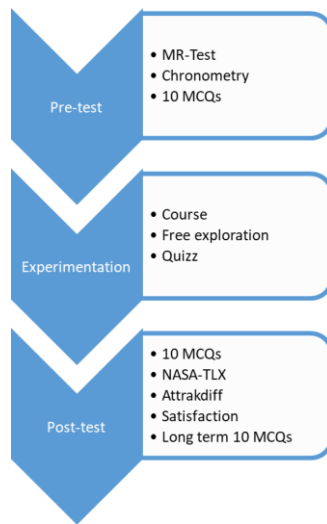 Pre-test
• MR-Test
• Chronometry
• 10 MCQs
Experimentation
• Course
• Free exploration
• Quizz
Post-test
• 10 MCQs
• NASA-TLX
• Attrakdiff
• Satisfaction
• Long term 10 MCQs